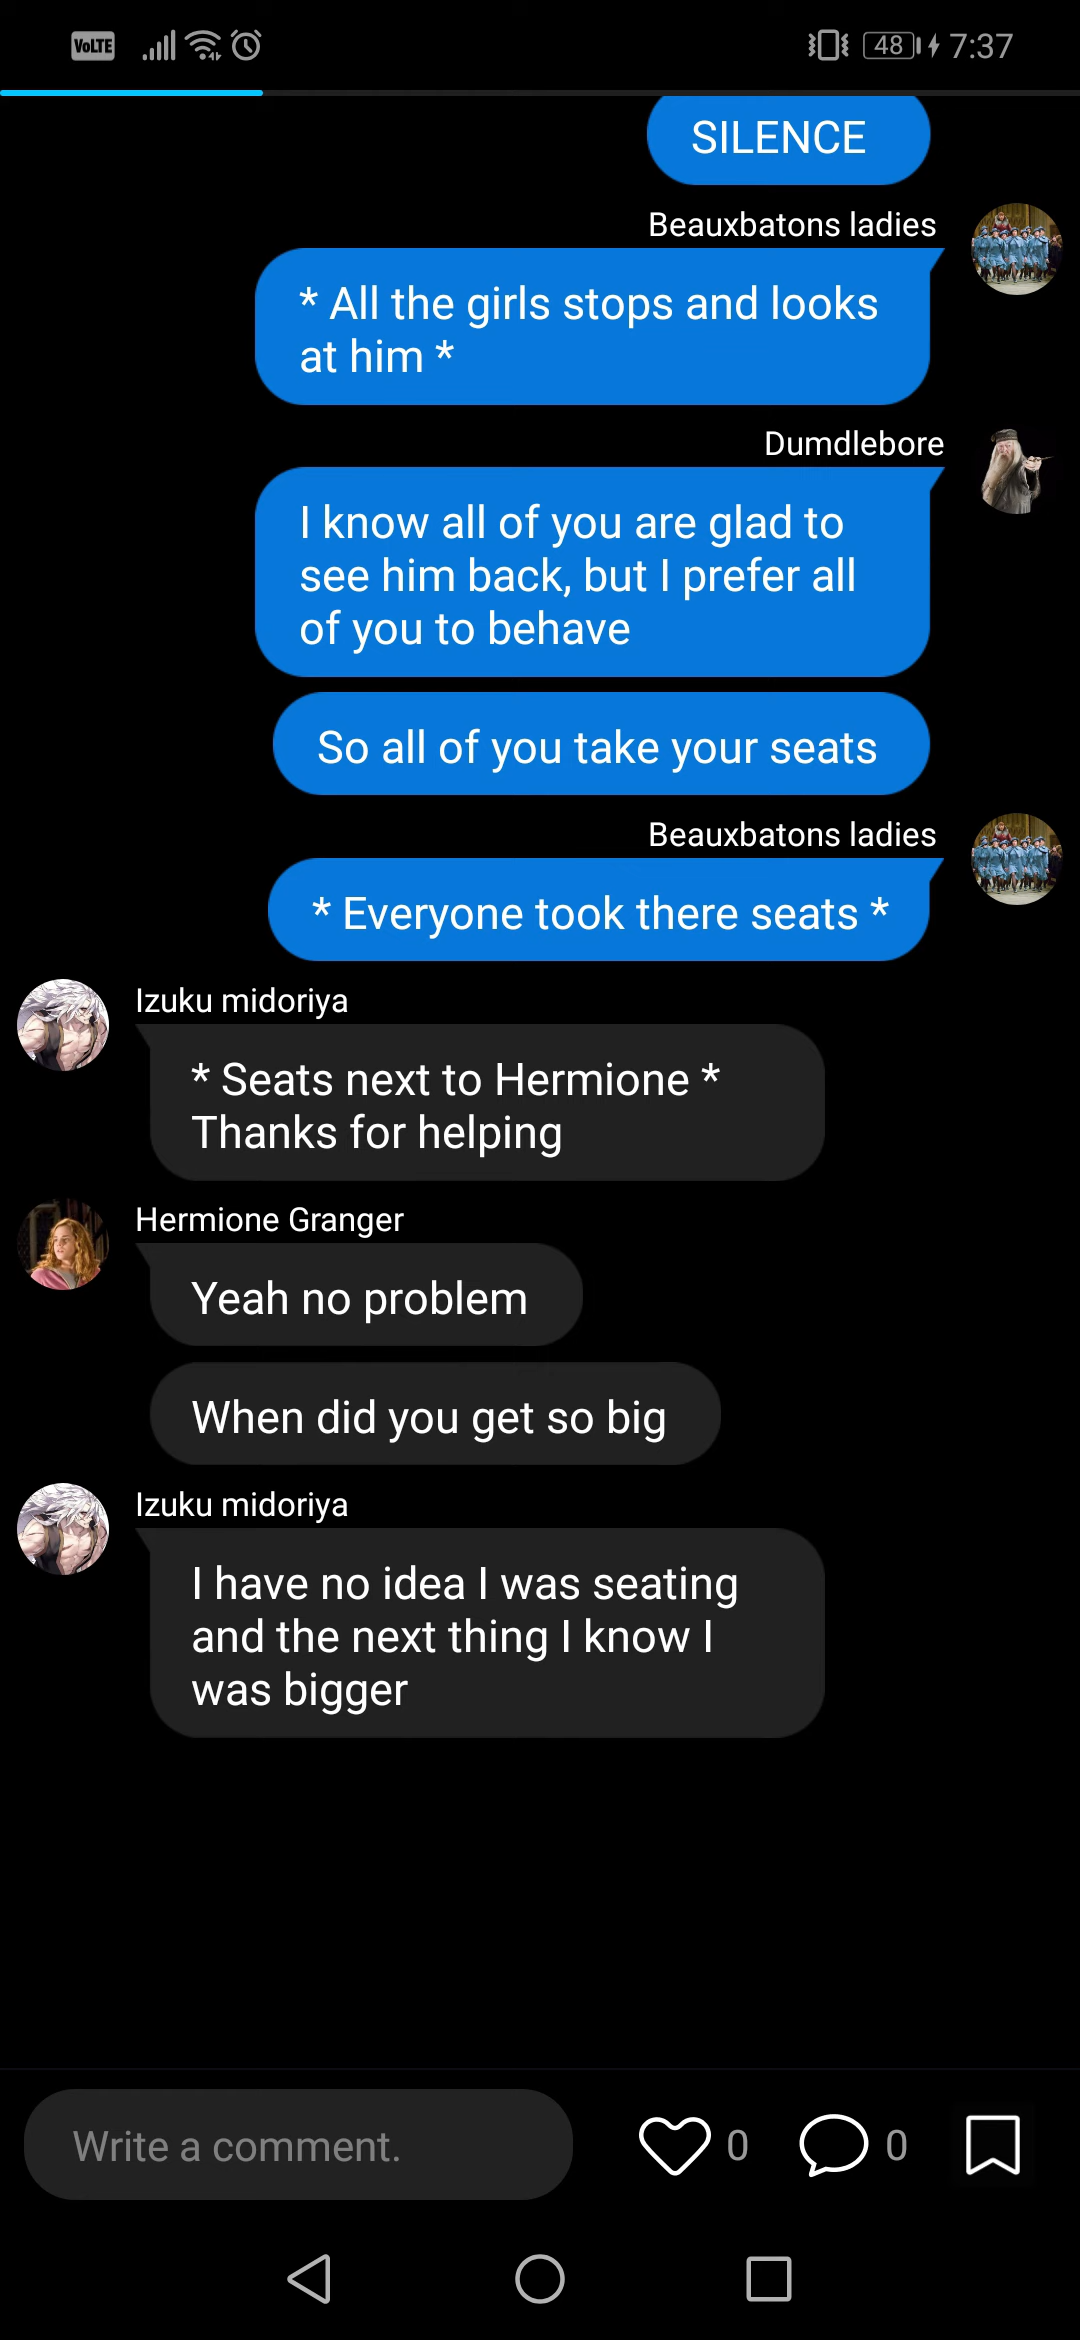 VoLTE 48 7:37
SILENCE
Beauxbatons ladies
* All the girls stops and looks
at him *
Dumdlebore
I know all of you are glad to
see him back, but I prefer all
of you to behave
So all of you take your seats
Beauxbatons ladies
* Everyone took there seats *
Izuku midoriya
* Seats next to Hermione *
Thanks for helping
Hermione Granger
Yeah no problem
When did you get so big
Izuku midoriya
I have no idea I was seating
and the next thing I know I
was bigger
Write a comment. 0 0